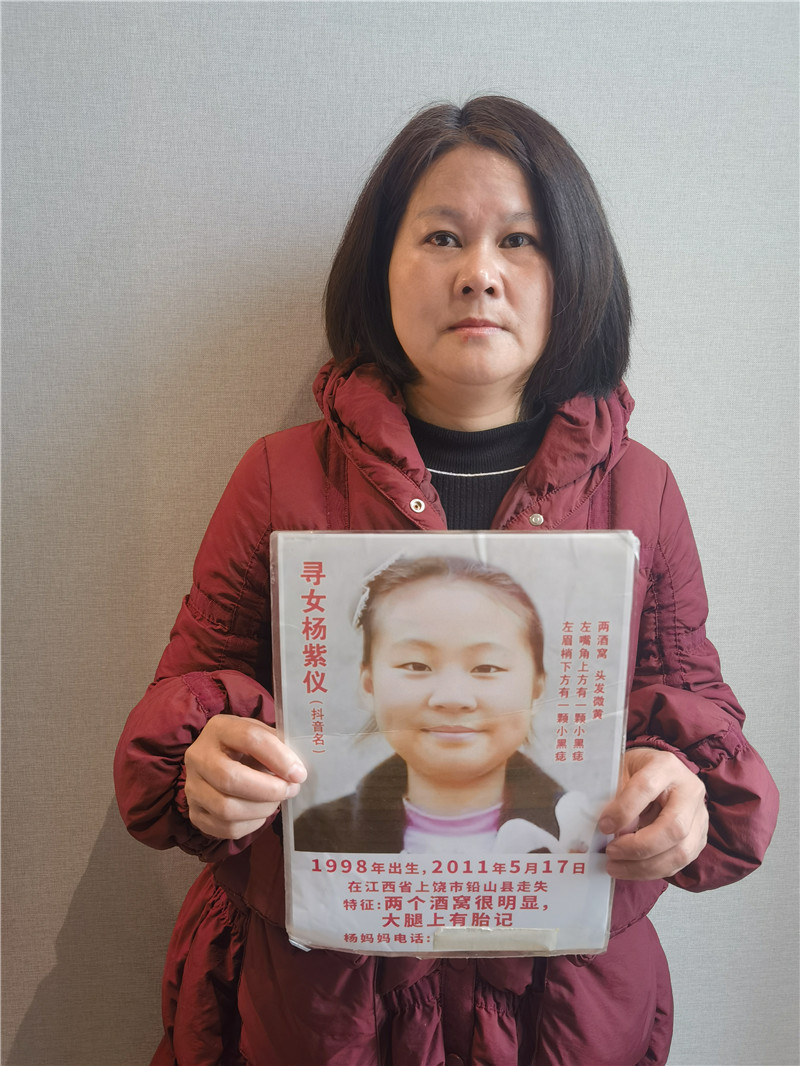 寻女杨紫仪(抖音名)
两酒窝 头发微黄
左嘴角上方有一颗小黑痣
左眉梢下方有一颗小黑痣
1998年出生,2011年5月17日
在江西省上饶市铅山县走失
特征:两个酒窝很明显,
大腿上有胎记
杨妈妈电话: